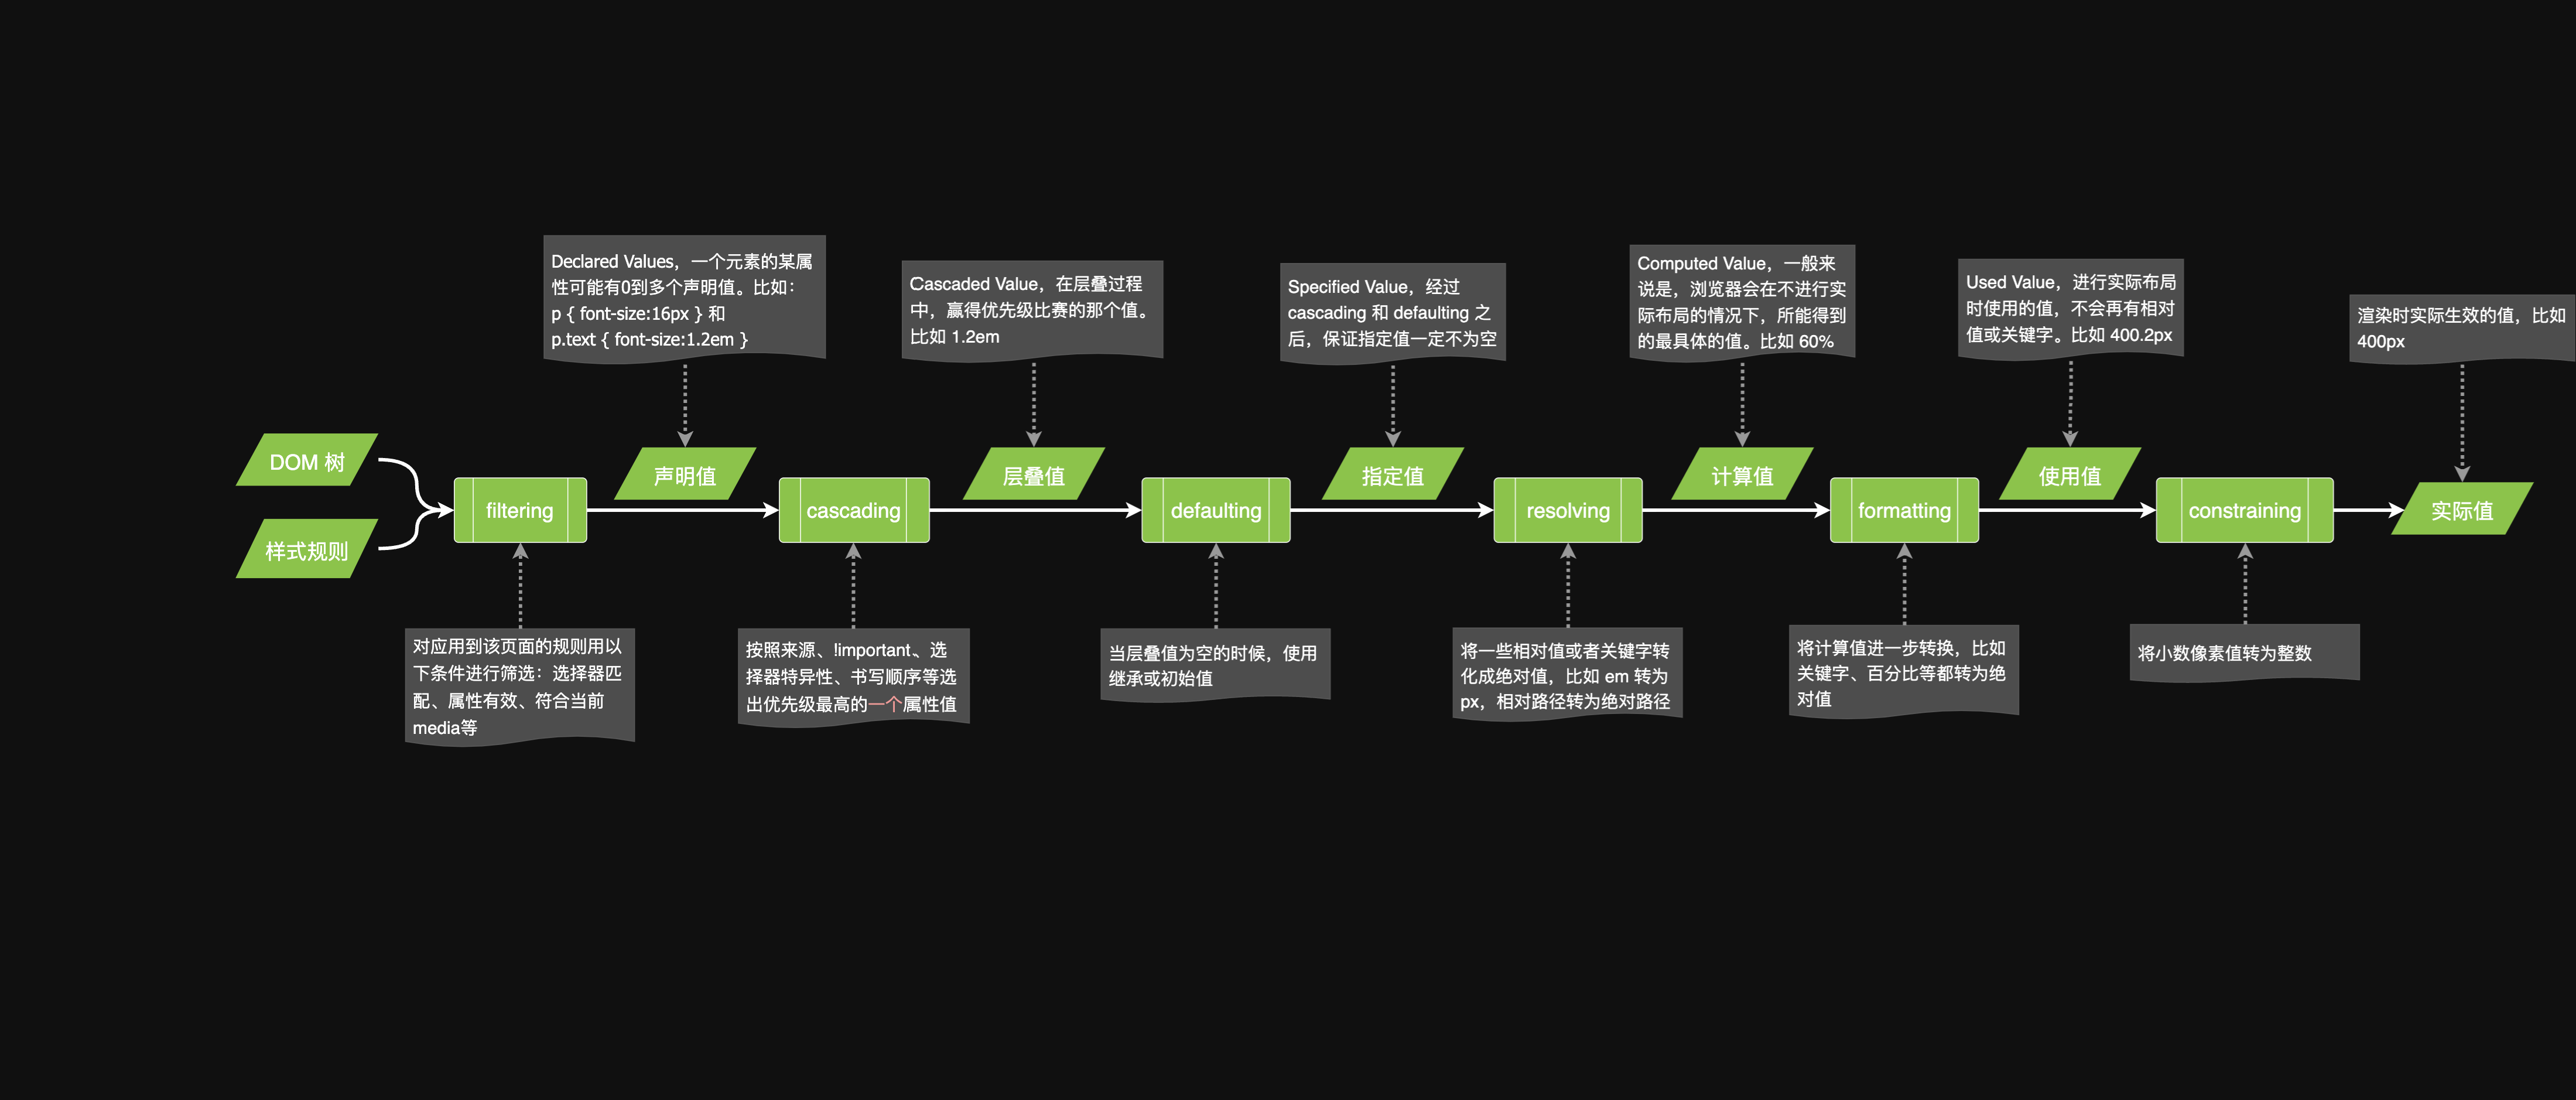 Declared Values，一个元素的某属
性可能有0到多个声明值。比如：
p { font-size:16px } 和
p.text { font-size:1.2em }
Cascaded Value，在层叠过程
中，赢得优先级比赛的那个值。
比如 1.2em
Specified Value，经过
cascading 和 defaulting 之
后，保证指定值一定不为空
Computed Value，一般来
说是，浏览器会在不进行实
际布局的情况下，所能得到
的最具体的值。比如 60%
Used Value，进行实际布局
时使用的值，不会再有相对
值或关键字。比如 400.2px
渲染时实际生效的值，比如
400px
DOM 树
样式规则
filtering
声明值
cascading
层叠值
defaulting
指定值
resolving
计算值
formatting
使用值
constraining
实际值
对应用到该页面的规则用以
下条件进行筛选：选择器匹
配、属性有效、符合当前
media等
按照来源、!important、选
择器特异性、书写顺序等选
出优先级最高的一个属性值
当层叠值为空的时候，使用
继承或初始值
将一些相对值或者关键字转
化成绝对值，比如 em 转为
px，相对路径转为绝对路径
将计算值进一步转换，比如
关键字、百分比等都转为绝
对值
将小数像素值转为整数